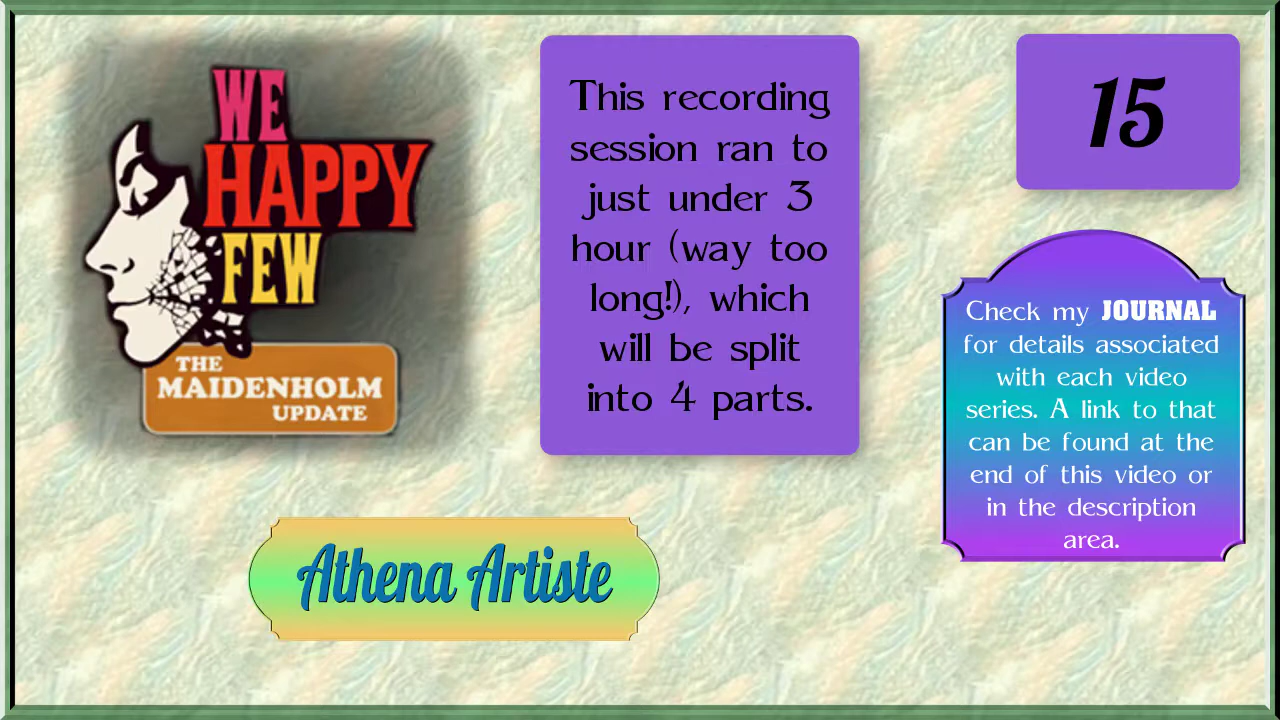 WE
HAPPY
FEW
THE
MAIDENHOLM
UPDATE
This recording
session ran to
just under 3
hour (way too
long!), which
will be split
into 4 parts.
15
Check my JOURNAL
for details associated
with each video
series. A link to that
can be found at the
end of this video or
in the description
area.
Athena Artiste